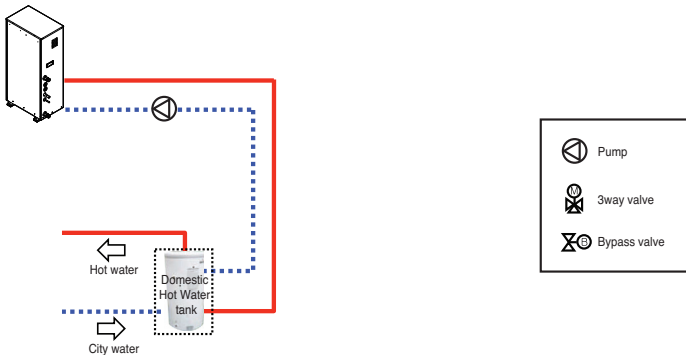 Hot water
Domestic
Hot Water
tank
City water
Pump
M
3way valve
B
Bypass valve